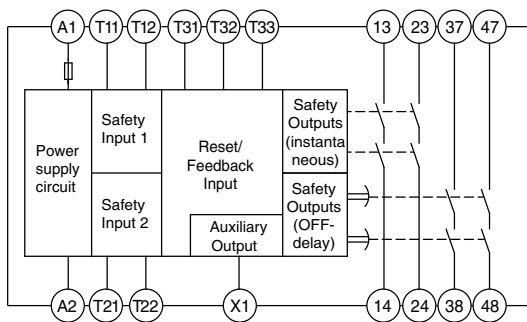 A1 T11 T12 T31 T32 T33 13 23 37 47
Power
supply
circuit
Safety
Input 1
Safety
Input 2
Reset/
Feedback
Input
Auxiliary
Output
Safety
Outputs
(instanta
neous)
Safety
Outputs
(OFF-
delay)
A2 T21 T22 X1 14 24 38 48